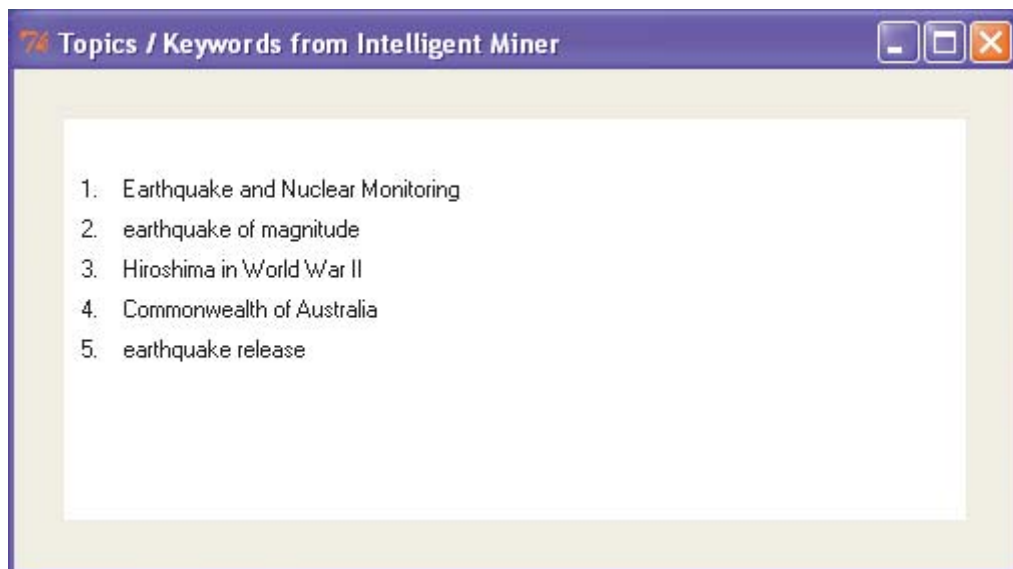 Topics / Keywords from Intelligent Miner
1. Earthquake and Nuclear Monitoring
2. earthquake of magnitude
3. Hiroshima in World War II
4. Commonwealth of Australia
5. earthquake release